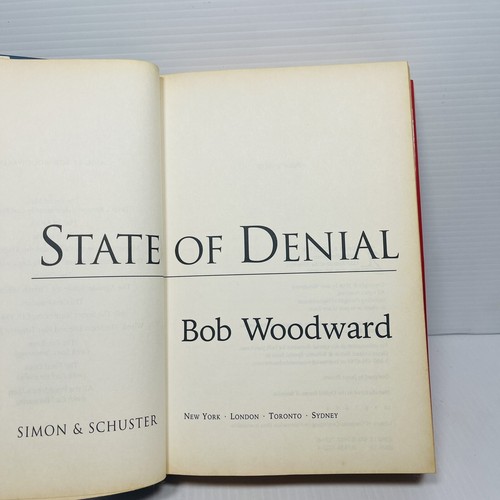 STATE OF DENIAL
Bob Woodward
SIMON & SCHUSTER
NEW YORK · LONDON · TORONTO · SYDNEY